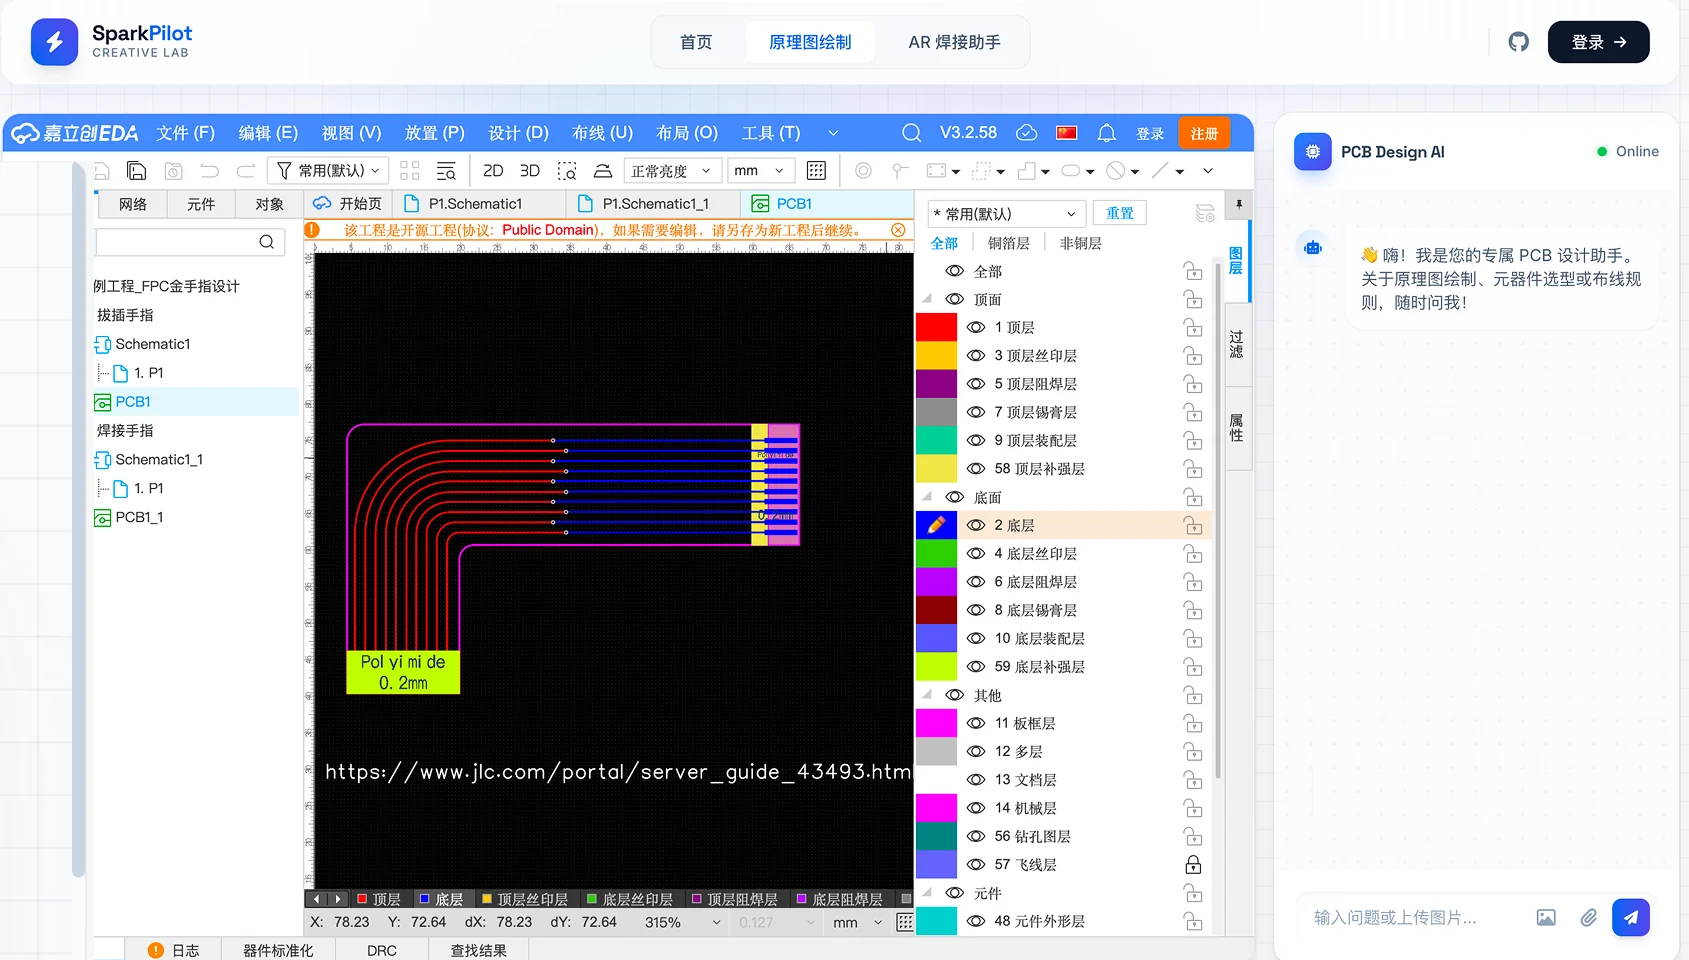 SparkPilot
CREATIVE LAB
首页
原理图绘制
AR 焊接助手
登录 →
嘉立创EDA
文件 (F)
编辑 (E)
视图 (V)
放置 (P)
设计 (D)
布线 (U)
布局 (O)
工具 (T)
V3.2.58
登录
注册
常用(默认)
2D
3D
正常亮度
mm
网络
元件
对象
开始页
P1.Schematic1
P1.Schematic1_1
PCB1
该工程是开源工程(协议: Public Domain)，如果需要编辑，请另存为新工程后继续。
例工程_FPC金手指设计
拔插手指
Schematic1
1. P1
PCB1
焊接手指
Schematic1_1
1. P1
PCB1_1
Pol yi mi de
0. 2mm
https://www.jlc.com/portal/server_guide_43493.html
* 常用(默认)
重置
全部
铜箔层
非铜层
全部
顶面
1 顶层
3 顶层丝印层
5 顶层阻焊层
7 顶层锡膏层
9 顶层装配层
58 顶层补强层
底面
2 底层
4 底层丝印层
6 底层阻焊层
8 底层锡膏层
10 底层装配层
59 底层补强层
其他
11 板框层
12 多层
13 文档层
14 机械层
56 钻孔图层
57 飞线层
元件
48 元件外形层
图层
过滤
属性
顶层
底层
顶层丝印层
底层丝印层
顶层阻焊层
底层阻焊层
X: 78.23 Y: 72.64 dX: 78.23 dY: 72.64 315% 0.127 mm
日志
器件标准化
DRC
查找结果
PCB Design AI
Online
👋 嗨！我是您的专属 PCB 设计助手。
关于原理图绘制、元器件选型或布线规
则，随时问我！
输入问题或上传图片...